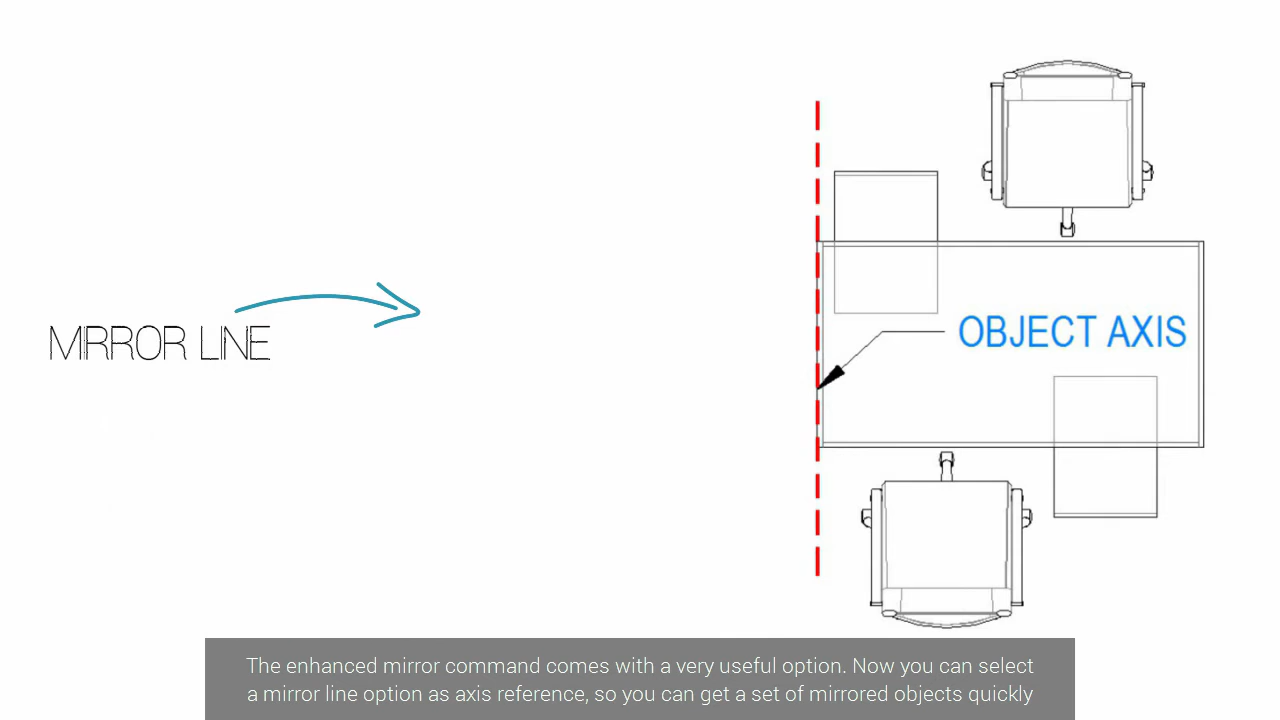 MIRROR LINE
OBJECT AXIS
The enhanced mirror command comes with a very useful option. Now you can select
a mirror line option as axis reference, so you can get a set of mirrored objects quickly